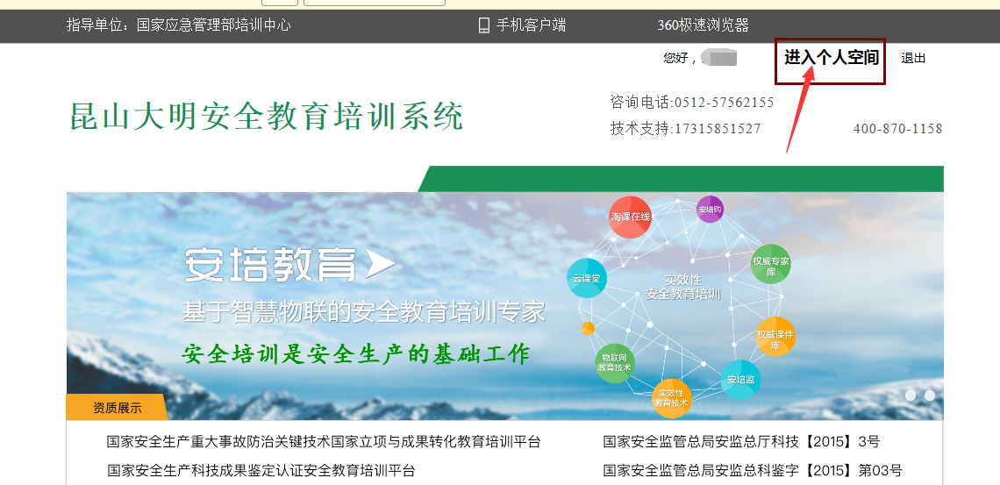 指导单位：国家应急管理部培训中心 手机客户端 360极速浏览器
您好， 进入个人空间 退出
昆山大明安全教育培训系统
咨询电话:0512-57562155
技术支持:17315851527 400-870-1158
安培教育
基于智慧物联的安全教育培训专家
安全培训是安全生产的基础工作
淘课在线
安培购
云课堂
权威专家
库
实效性
安全教育培训
权威课件
库
物联网
教育技术
安培监
实效性
教育技术
资质展示
国家安全生产重大事故防治关键技术国家立项与成果转化教育培训平台 国家安全监管总局安监总厅科技【2015】3号
国家安全生产科技成果鉴定认证安全教育培训平台 国家安全监管总局安监总科鉴字【2015】第03号